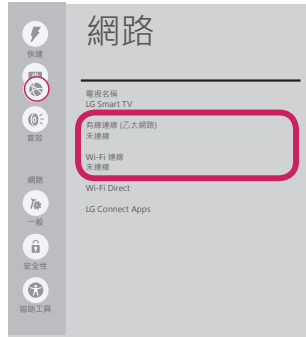 網路
快速
音效
網路
一般
安全性
協助工具
電視名稱
LG Smart TV
有線連線 (乙太網路)
未連線
Wi-Fi 連線
未連線
Wi-Fi Direct
LG Connect Apps